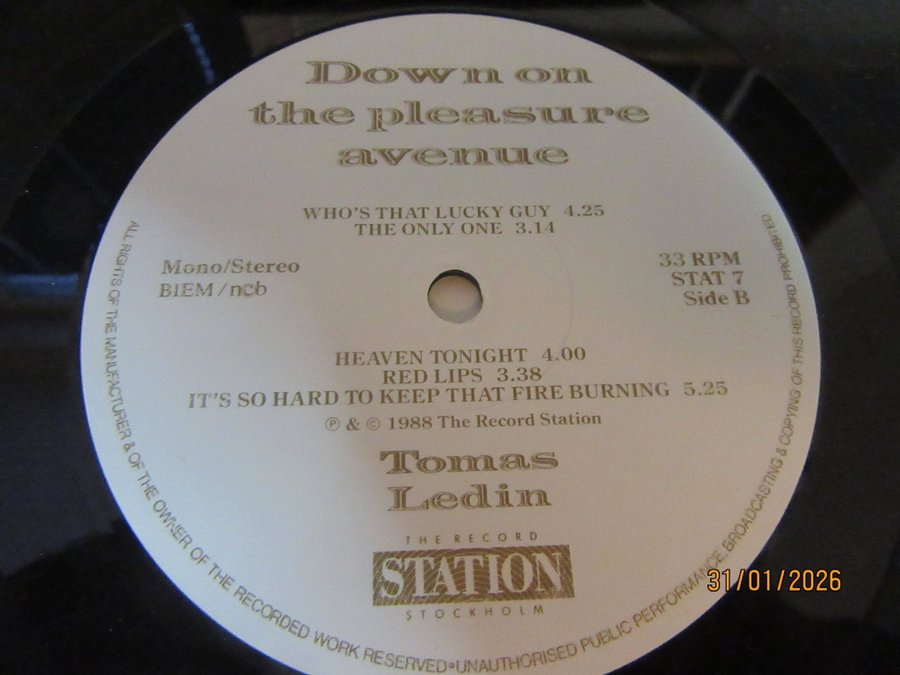 Down on
the pleasure
avenue
WHO'S THAT LUCKY GUY 4.25
THE ONLY ONE 3.14
Mono/Stereo
BIEM/ncb
33 RPM
STAT 7
Side B
HEAVEN TONIGHT 4.00
RED LIPS 3.38
IT'S SO HARD TO KEEP THAT FIRE BURNING 5.25
℗ & © 1988 The Record Station
Tomas
Ledin
THE RECORD
STATION
STOCKHOLM
ALL RIGHTS OF THE MANUFACTURER & OF THE OWNER OF THE RECORDED WORK RESERVED • UNAUTHORISED PUBLIC PERFORMANCE, BROADCASTING & COPYING OF THIS RECORD PROHIBITED
31/01/2026